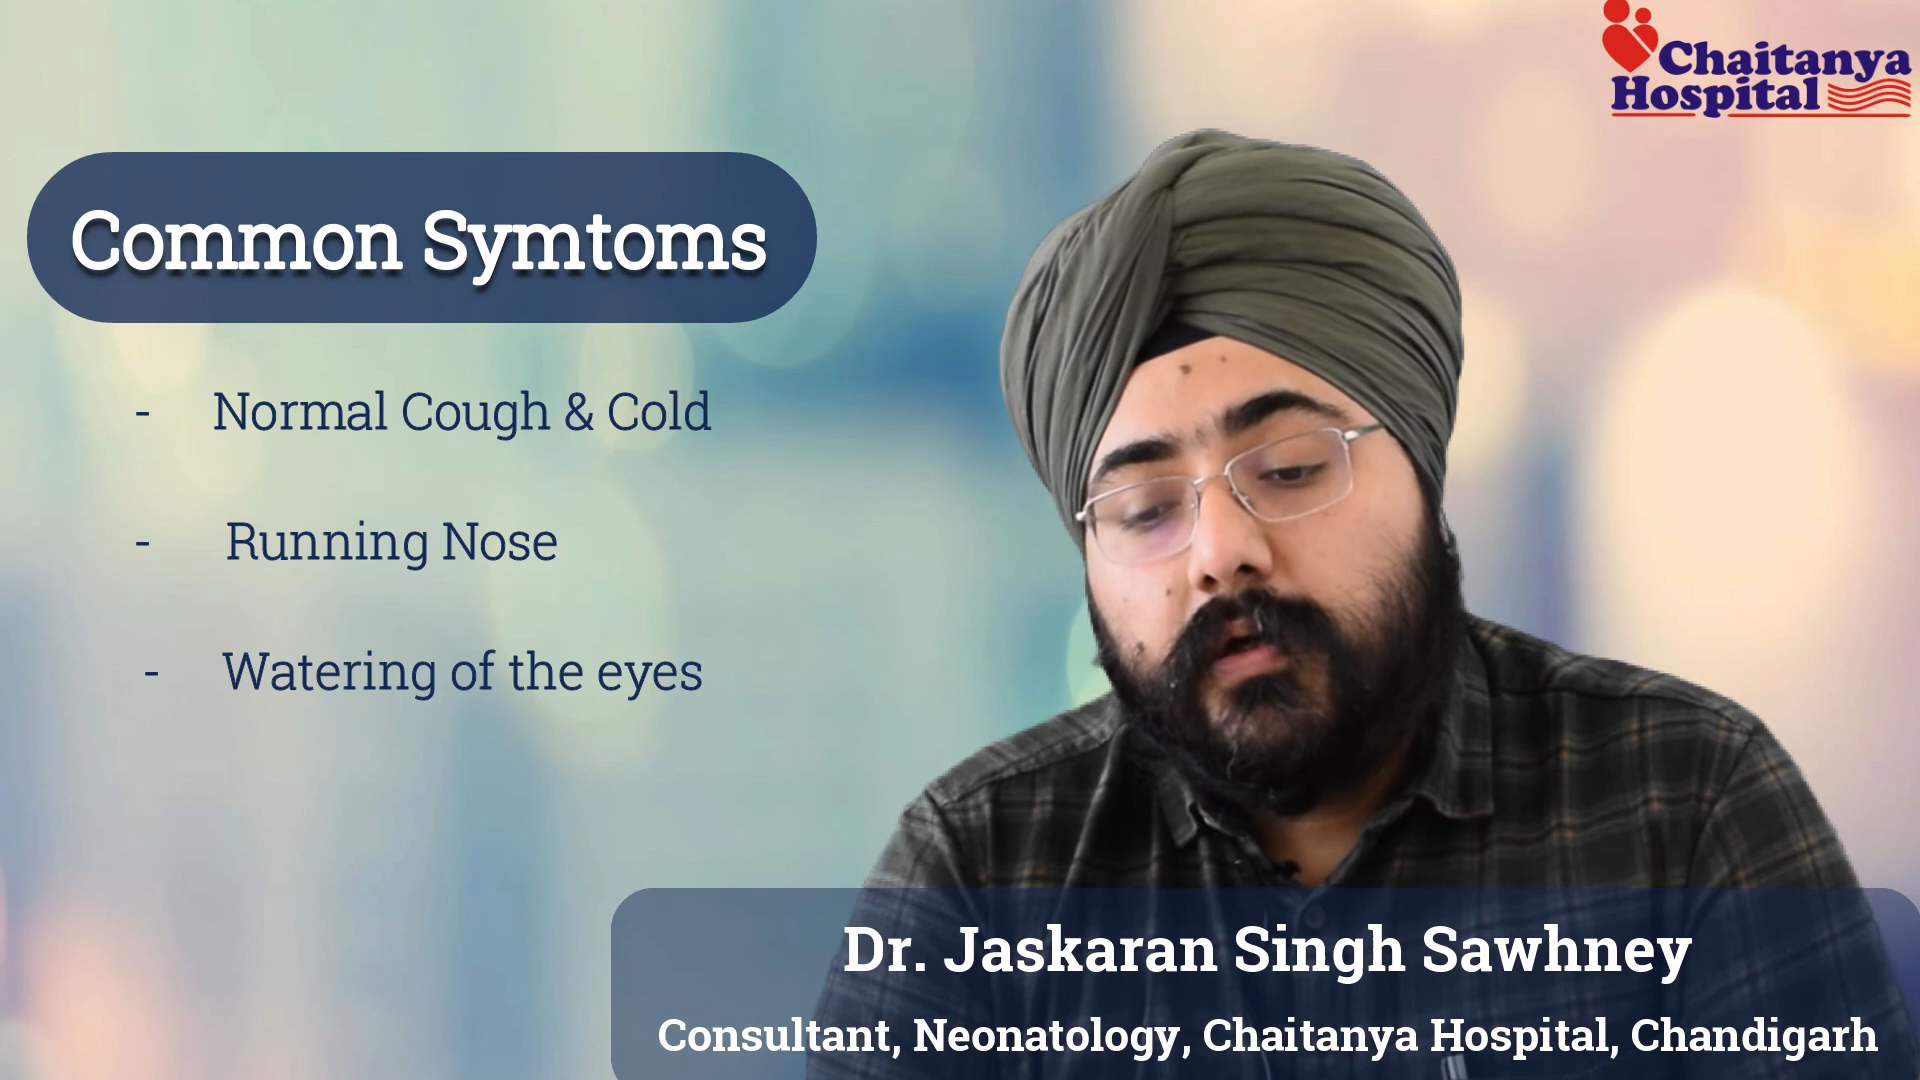 Chaitanya
Hospital
Common Symtoms
- Normal Cough & Cold
- Running Nose
- Watering of the eyes
Dr. Jaskaran Singh Sawhney
Consultant, Neonatology, Chaitanya Hospital, Chandigarh